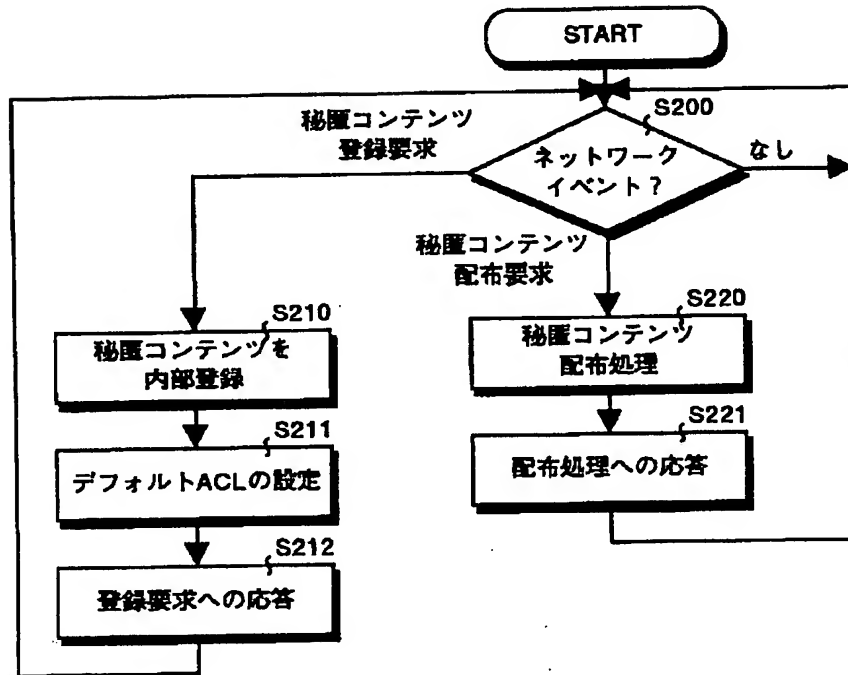 START
S200
秘匿コンテンツ
登録要求
ネットワーク
イベント?
なし
秘匿コンテンツ
配布要求
S210
秘匿コンテンツを
内部登録
S220
秘匿コンテンツ
配布処理
S211
デフォルトACLの設定
S221
配布処理への応答
S212
登録要求への応答